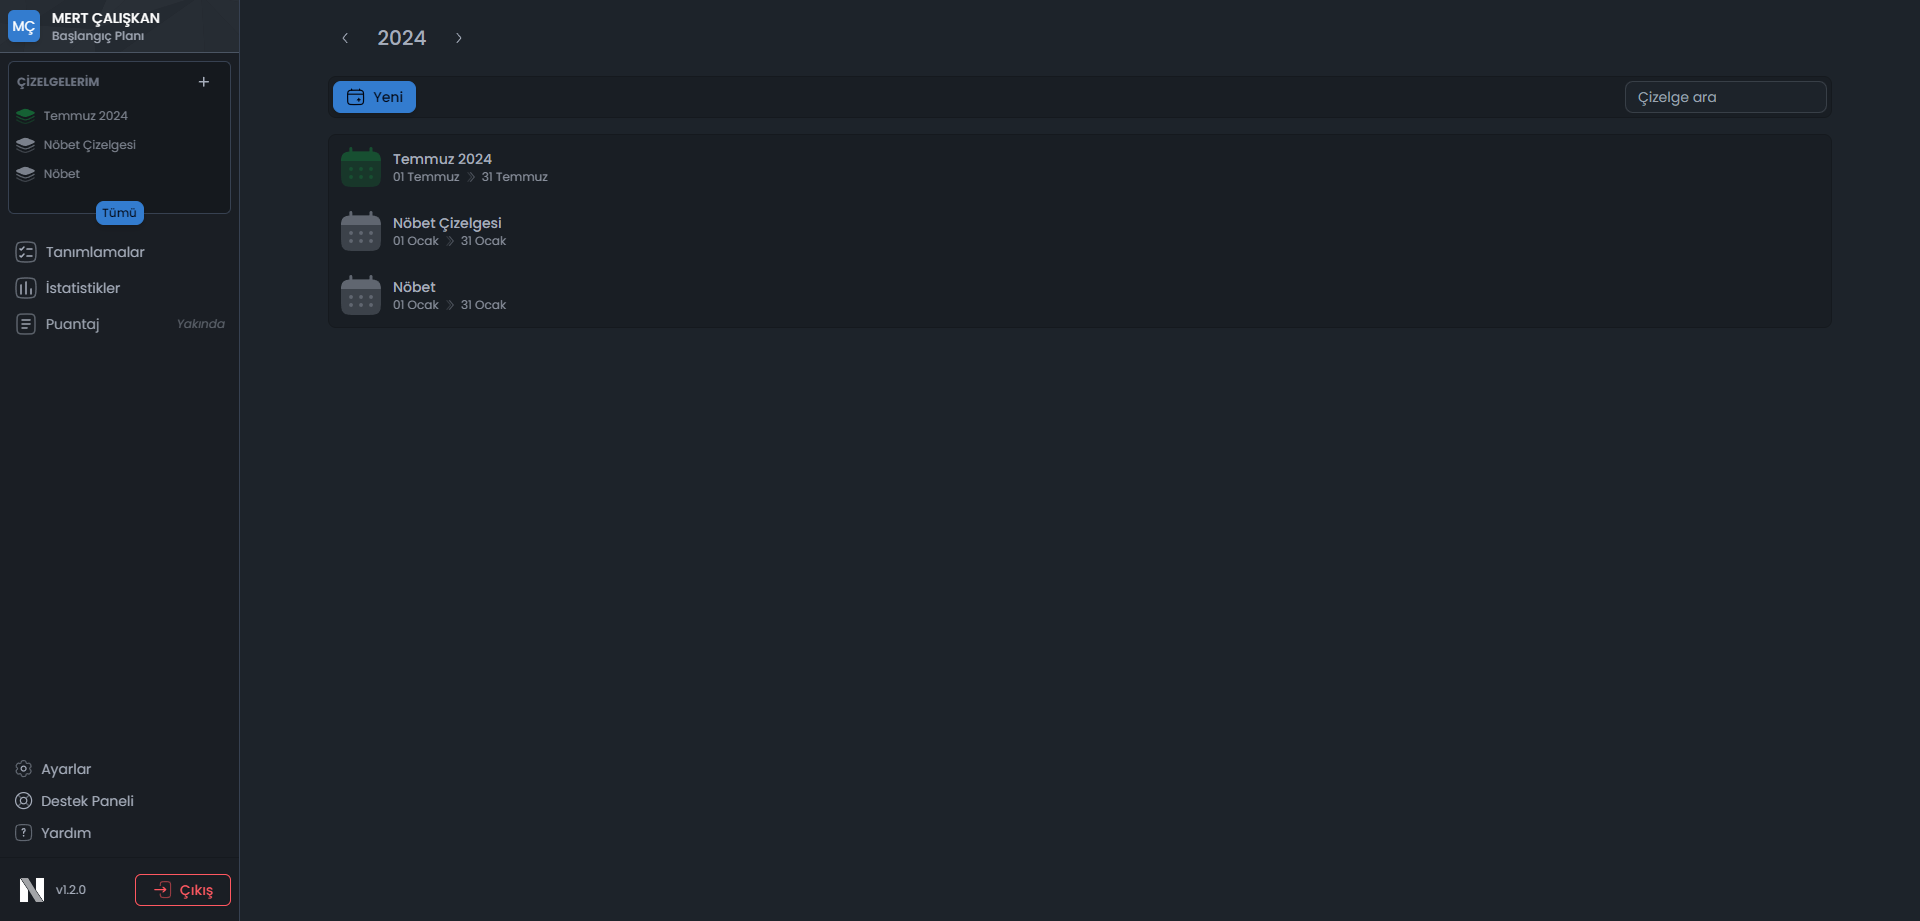 MÇ
MERT ÇALIŞKAN
Başlangıç Planı
ÇİZELGELERİM
Temmuz 2024
Nöbet Çizelgesi
Nöbet
Tümü
Tanımlamalar
İstatistikler
Puantaj Yakında
Ayarlar
Destek Paneli
Yardım
N v1.2.0
Çıkış
2024
Yeni
Çizelge ara
Temmuz 2024
01 Temmuz 31 Temmuz
Nöbet Çizelgesi
01 Ocak 31 Ocak
Nöbet
01 Ocak 31 Ocak